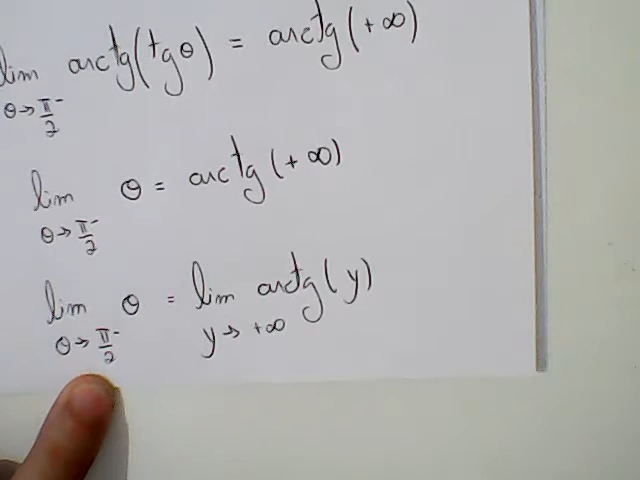 lim arctg(tgθ) = arctg(+∞)
θ→π/2⁻
lim θ = arctg(+∞)
θ→π/2⁻
lim θ = lim arctg(y)
θ→π/2⁻ y→+∞